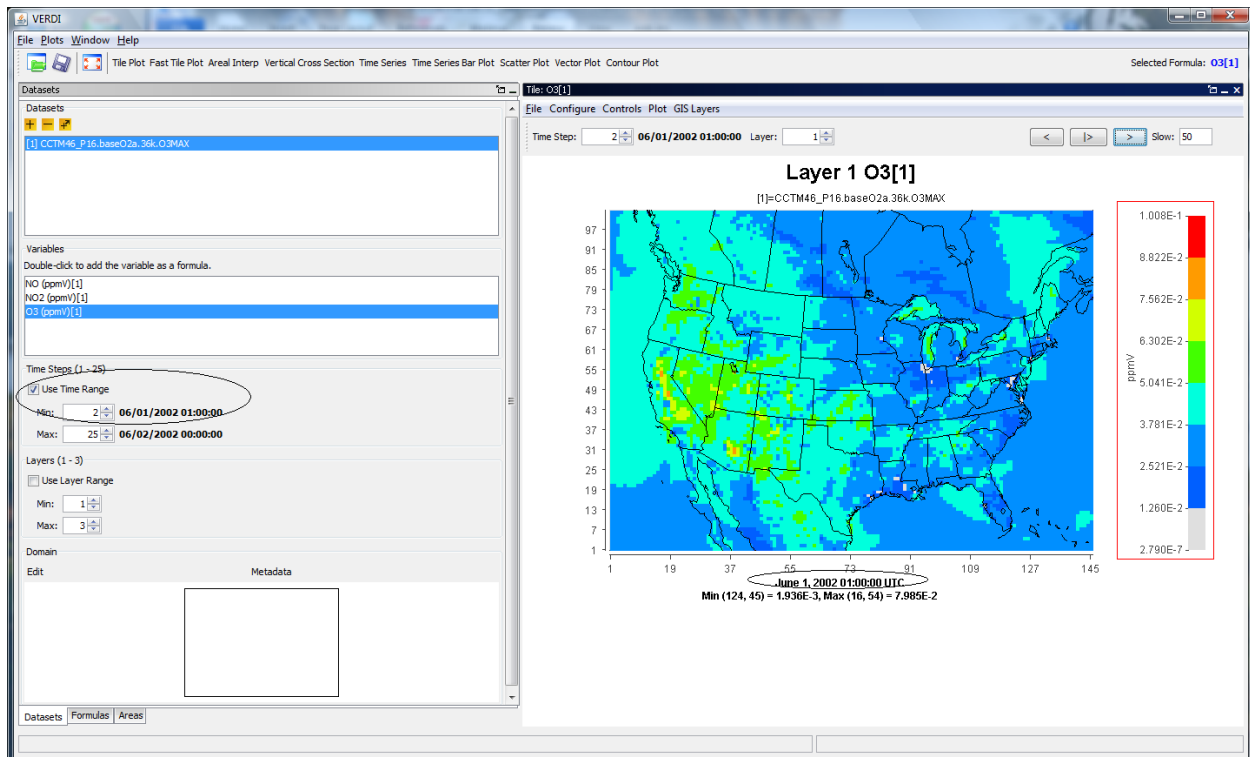 VERDI
File Plots Window Help
Tile Plot Fast Tile Plot Areal Interp Vertical Cross Section Time Series Time Series Bar Plot Scatter Plot Vector Plot Contour Plot
Selected Formula: O3[1]
Datasets
Datasets
[1] CCTM46_P16.baseO2a.36k.O3MAX
Variables
Double-click to add the variable as a formula.
NO (ppmV)[1]
NO2 (ppmV)[1]
O3 (ppmV)[1]
Time Steps (1 - 25)
Use Time Range
Min: 2 06/01/2002 01:00:00
Max: 25 06/02/2002 00:00:00
Layers (1 - 3)
Use Layer Range
Min: 1
Max: 3
Domain
Edit Metadata
Datasets Formulas Areas
Tile: O3[1]
File Configure Controls Plot GIS Layers
Time Step: 2 06/01/2002 01:00:00 Layer: 1 < |> > Slow: 50
Layer 1 O3[1]
[1]=CCTM46_P16.baseO2a.36k.O3MAX
97
91
85
79
73
67
61
55
49
43
37
31
25
19
13
7
1
1 19 37 55 73 91 109 127 145
June 1, 2002 01:00:00 UTC
Min (124, 45) = 1.936E-3, Max (16, 54) = 7.985E-2
1.008E-1
8.822E-2
7.562E-2
6.302E-2
5.041E-2
3.781E-2
2.521E-2
1.260E-2
2.790E-7
ppmV